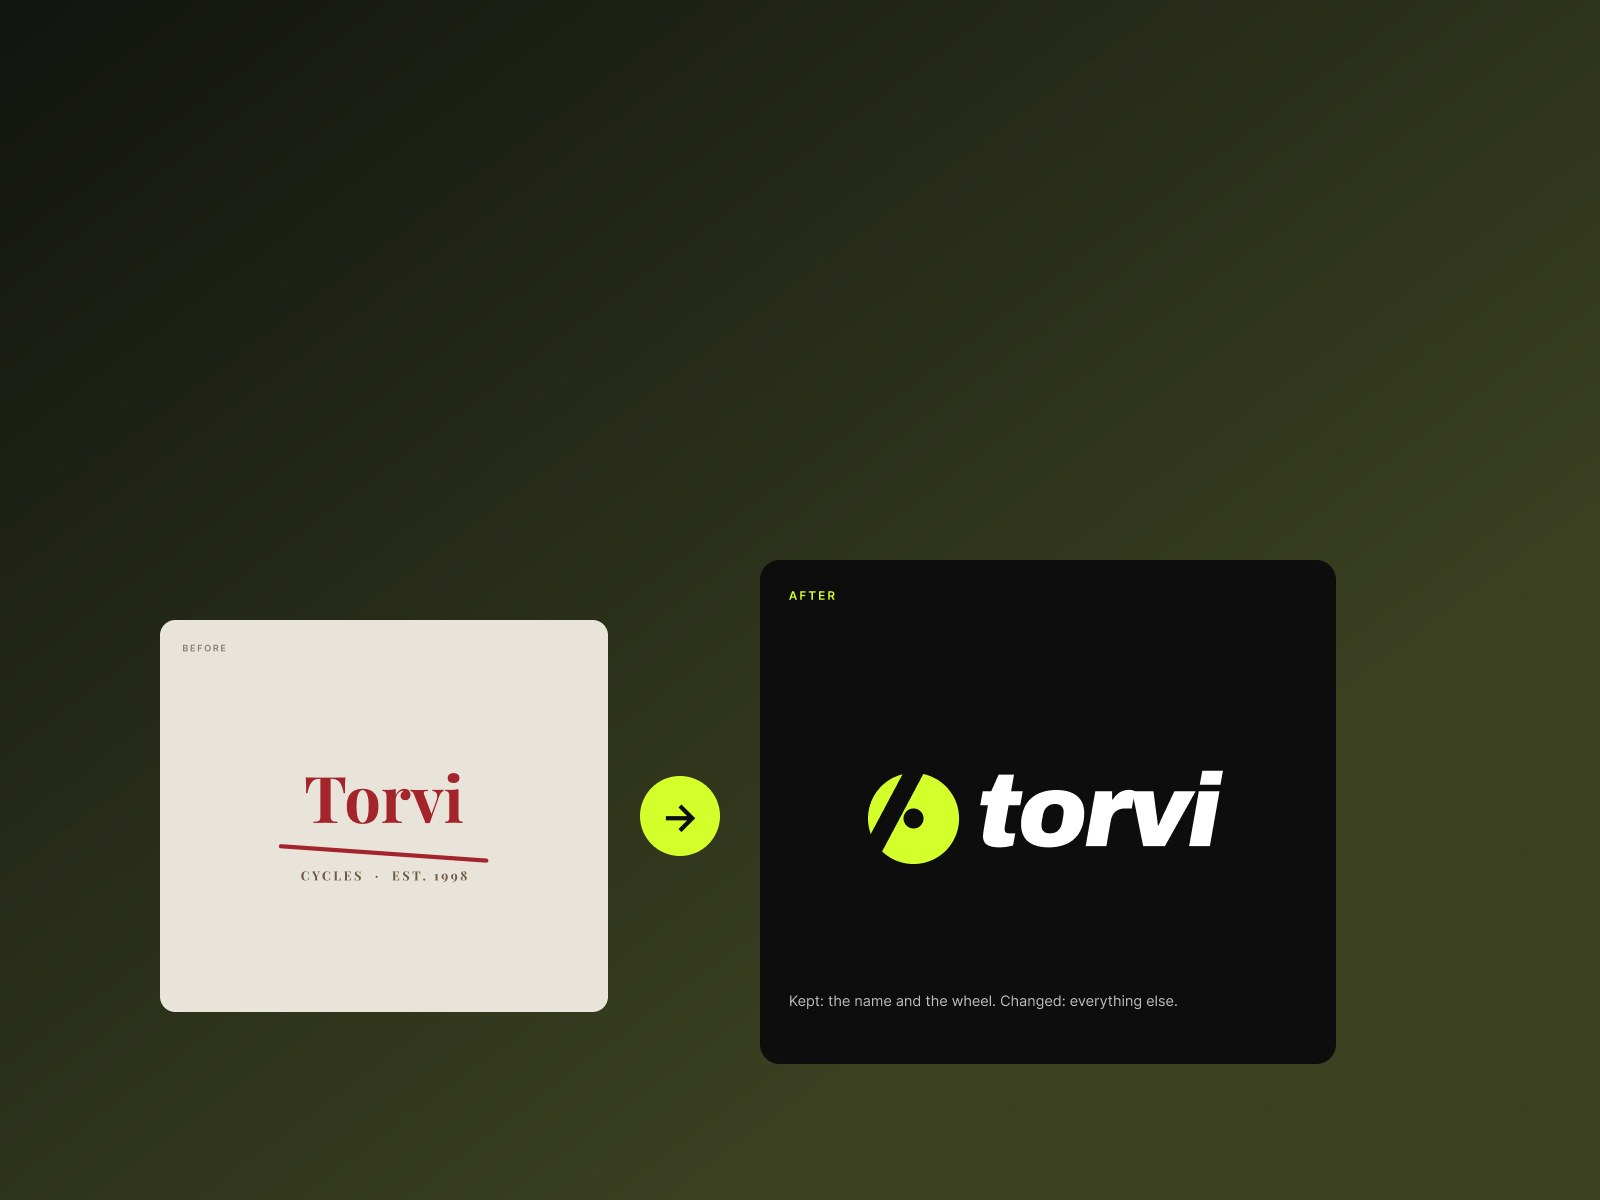 BEFORE
Torvi
CYCLES · EST. 1998
→
AFTER
torvi
Kept: the name and the wheel. Changed: everything else.